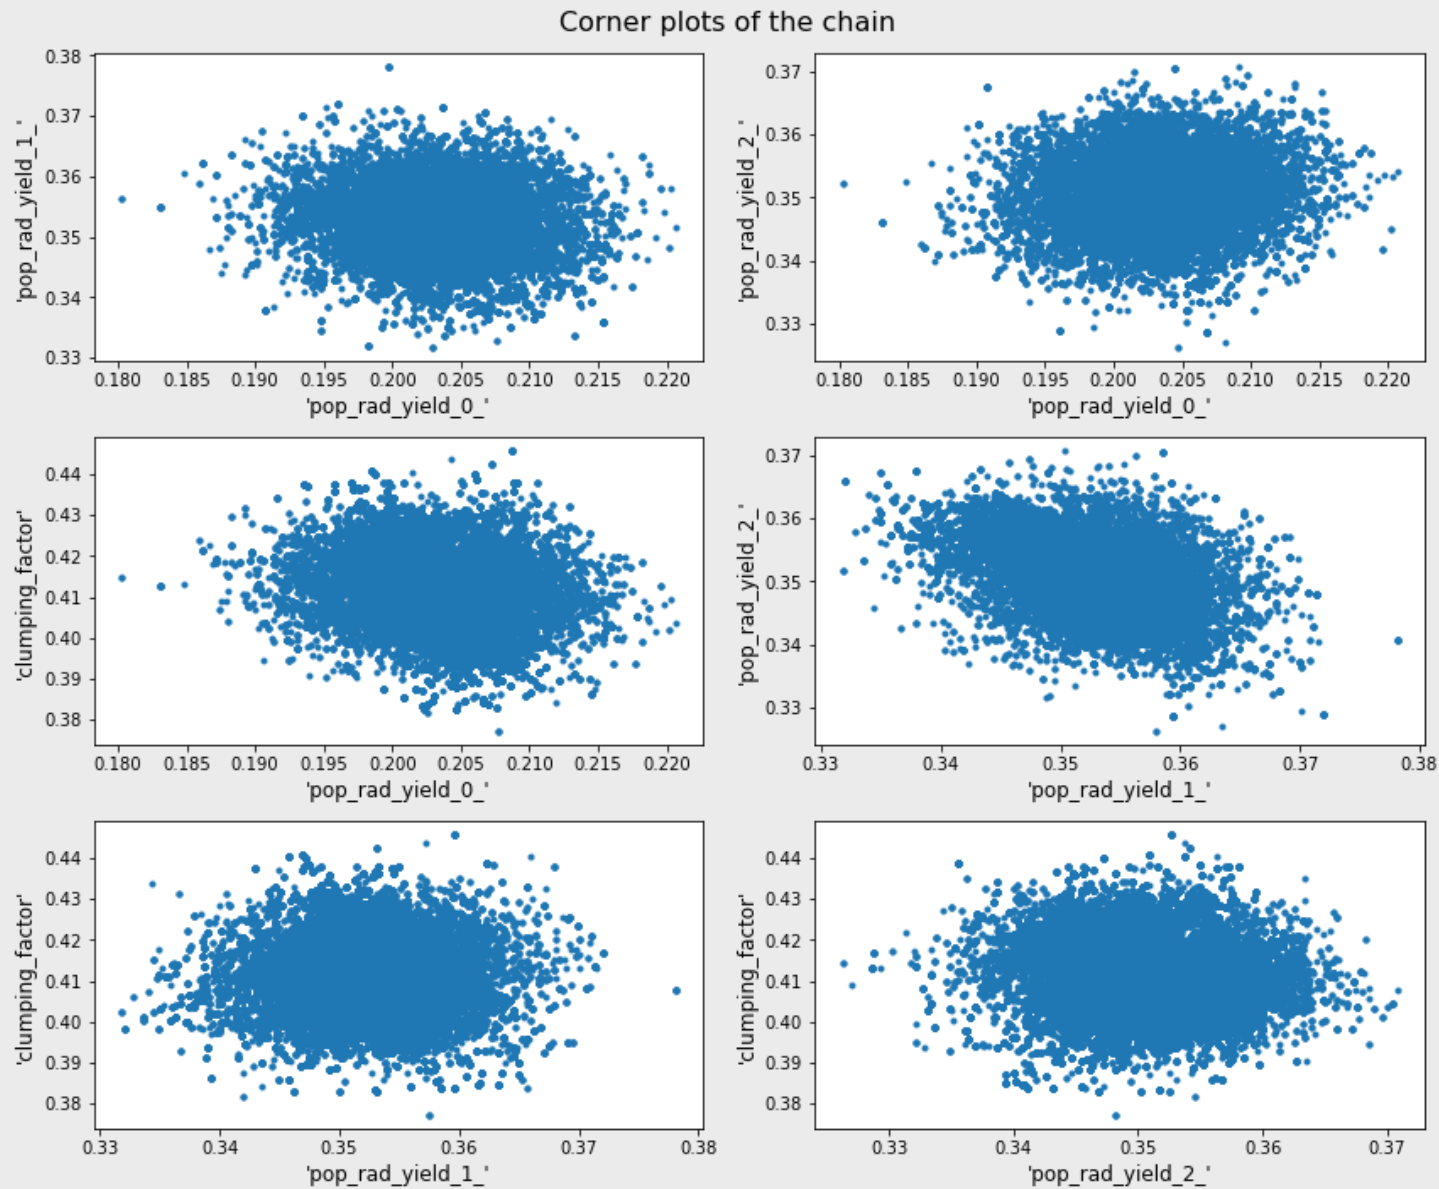 Corner plots of the chain
0.38
0.37
0.36
0.35
0.34
0.33
'pop_rad_yield_1_'
0.180 0.185 0.190 0.195 0.200 0.205 0.210 0.215 0.220
'pop_rad_yield_0_'
0.37
0.36
0.35
0.34
0.33
'pop_rad_yield_2_'
0.180 0.185 0.190 0.195 0.200 0.205 0.210 0.215 0.220
'pop_rad_yield_0_'
0.44
0.43
0.42
0.41
0.40
0.39
0.38
'clumping_factor'
0.180 0.185 0.190 0.195 0.200 0.205 0.210 0.215 0.220
'pop_rad_yield_0_'
0.37
0.36
0.35
0.34
0.33
'pop_rad_yield_2_'
0.33 0.34 0.35 0.36 0.37 0.38
'pop_rad_yield_1_'
0.44
0.43
0.42
0.41
0.40
0.39
0.38
'clumping_factor'
0.33 0.34 0.35 0.36 0.37 0.38
'pop_rad_yield_1_'
0.44
0.43
0.42
0.41
0.40
0.39
0.38
'clumping_factor'
0.33 0.34 0.35 0.36 0.37
'pop_rad_yield_2_'